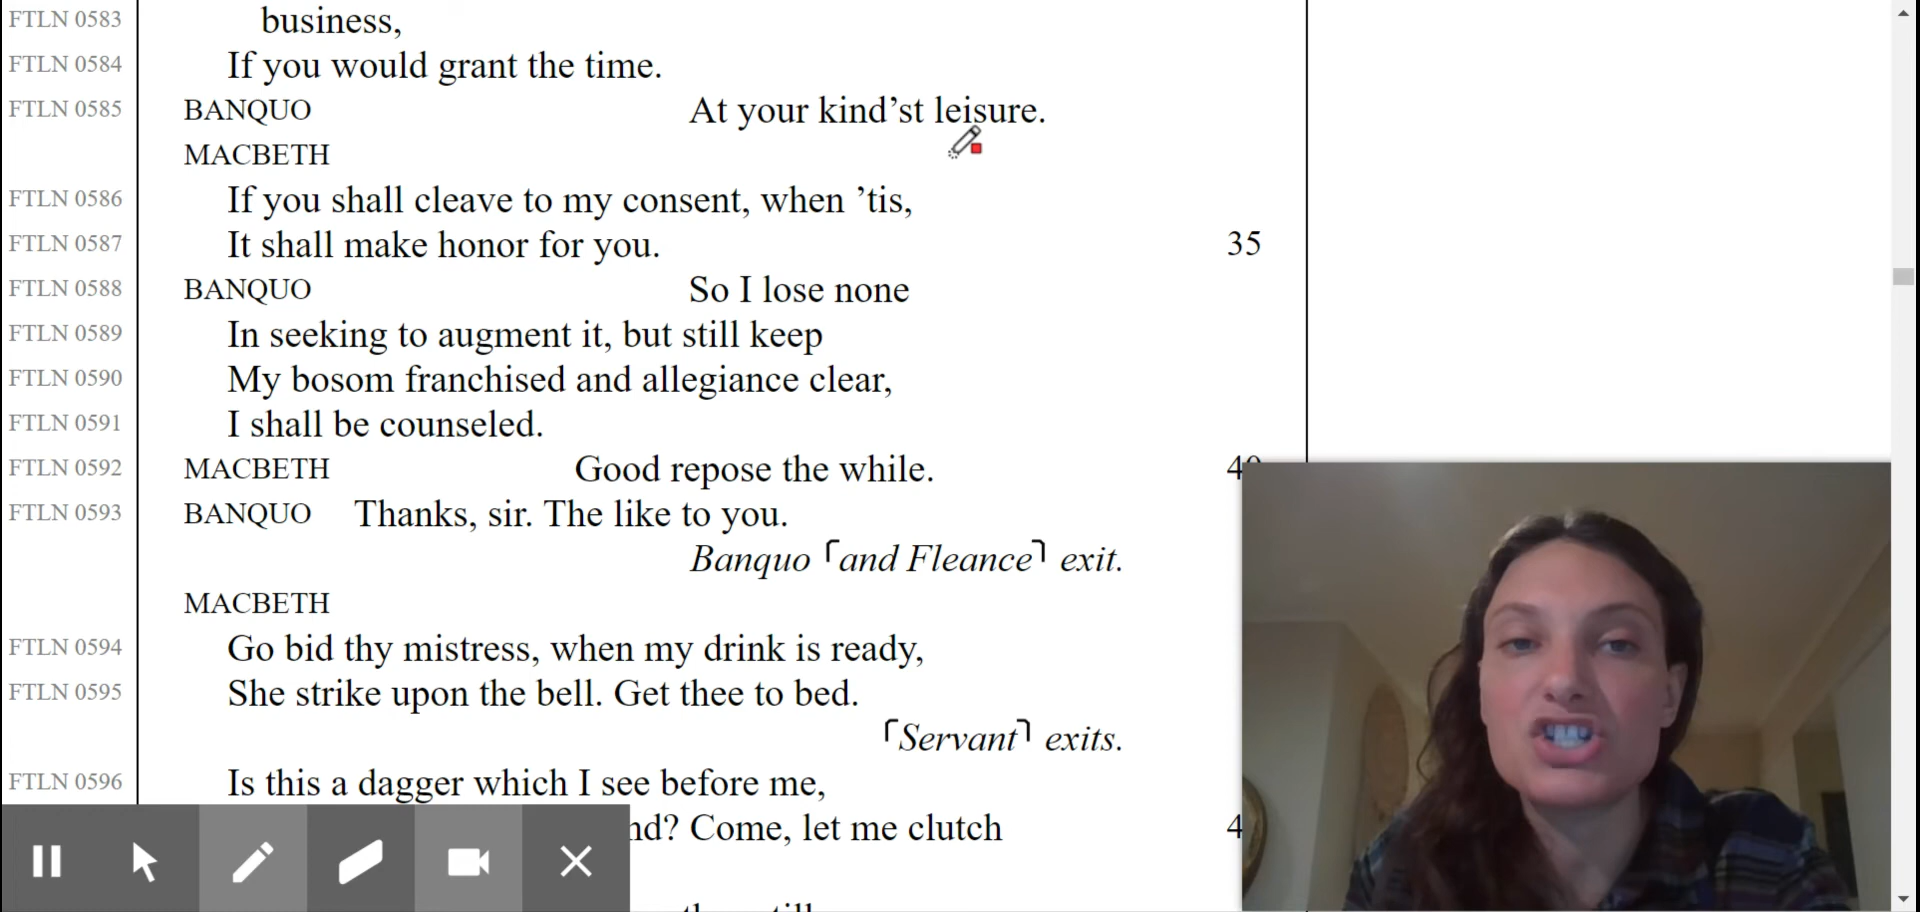 FTLN 0583 business,
FTLN 0584 If you would grant the time.
FTLN 0585 BANQUO At your kind’st leisure.
MACBETH
FTLN 0586 If you shall cleave to my consent, when ’tis,
FTLN 0587 It shall make honor for you. 35
FTLN 0588 BANQUO So I lose none
FTLN 0589 In seeking to augment it, but still keep
FTLN 0590 My bosom franchised and allegiance clear,
FTLN 0591 I shall be counseled.
FTLN 0592 MACBETH Good repose the while.
FTLN 0593 BANQUO Thanks, sir. The like to you.
Banquo ⌜and Fleance⌝ exit.
MACBETH
FTLN 0594 Go bid thy mistress, when my drink is ready,
FTLN 0595 She strike upon the bell. Get thee to bed.
⌜Servant⌝ exits.
FTLN 0596 Is this a dagger which I see before me,
Come, let me clutch